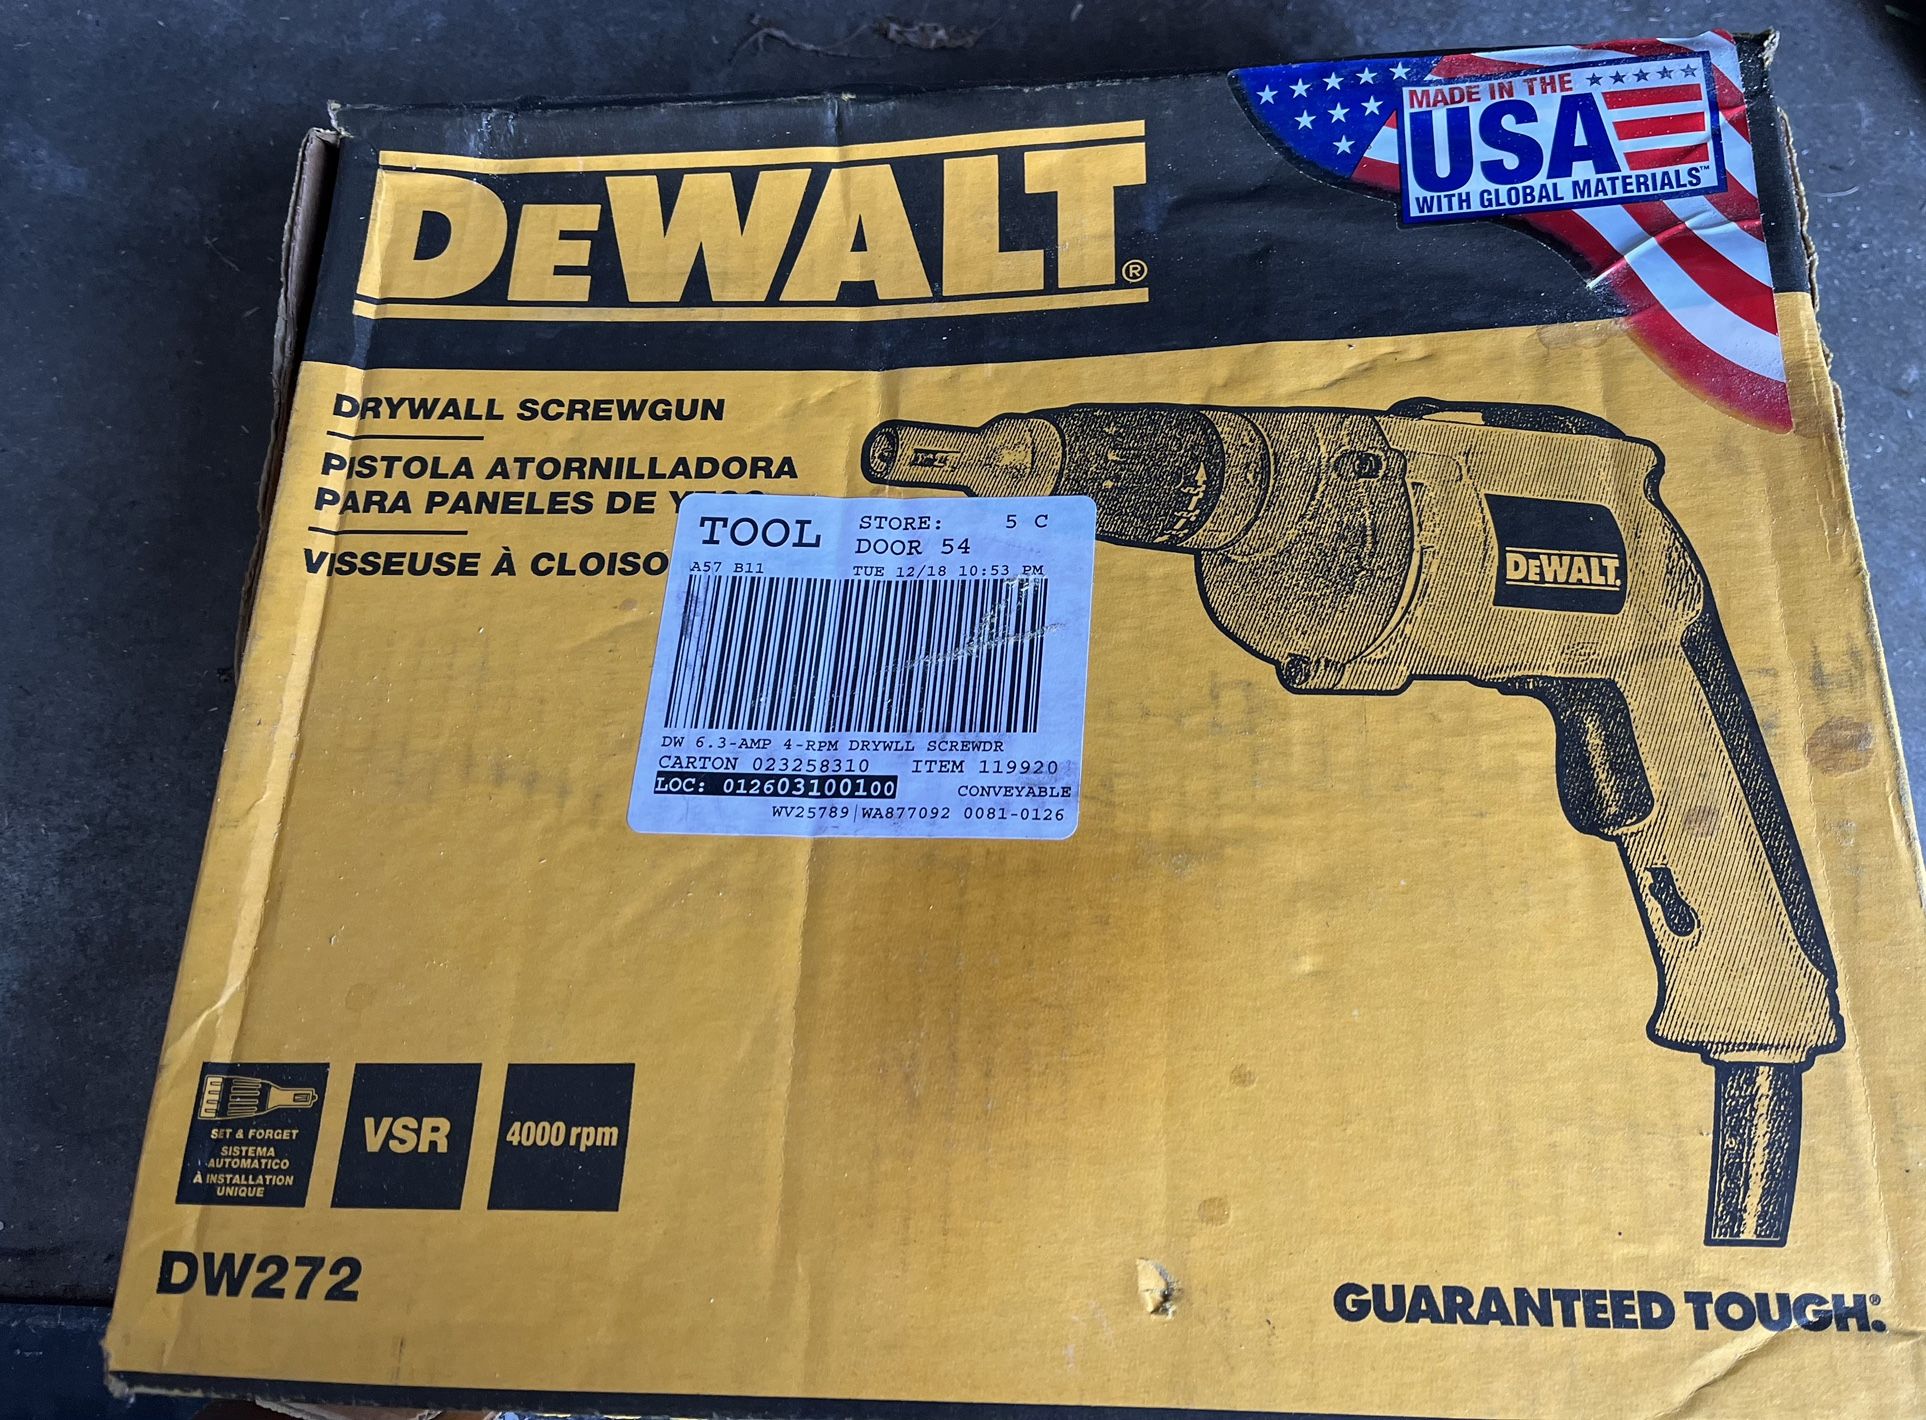 MADE IN THE
USA
WITH GLOBAL MATERIALS™
DEWALT®
DRYWALL SCREWGUN
PISTOLA ATORNILLADORA
PARA PANELES DE
VISSEUSE À
TOOL
STORE: 5 C
DOOR 54
A57 B11 TUE 12/18 10:53 PM
DW 6.3-AMP 4-RPM DRYWLL SCREWDR
CARTON 023258310 ITEM 119920
LOC: 012603100100 CONVEYABLE
WV25789|WA877092 0081-0126
DEWALT.
SET & FORGET
SISTEMA
AUTOMATICO
À INSTALLATION
UNIQUE
VSR
4000 rpm
DW272
GUARANTEED TOUGH.®